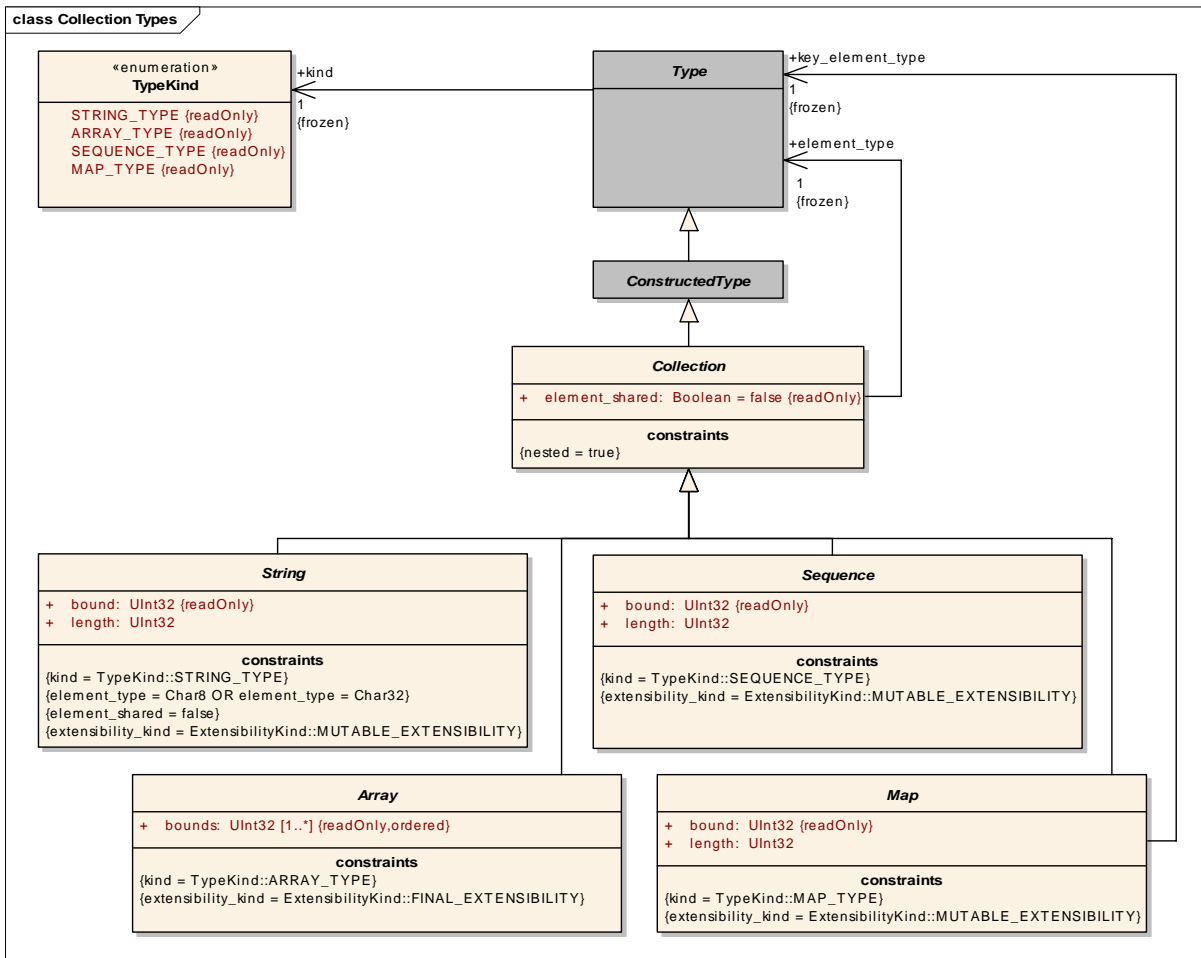 class Collection Types
«enumeration»
TypeKind
STRING_TYPE {readOnly}
ARRAY_TYPE {readOnly}
SEQUENCE_TYPE {readOnly}
MAP_TYPE {readOnly}
+kind
1
{frozen}
Type
+key_element_type
1
{frozen}
+element_type
1
{frozen}
ConstructedType
Collection
+ element_shared: Boolean = false {readOnly}
constraints
{nested = true}
String
+ bound: UInt32 {readOnly}
+ length: UInt32
constraints
{kind = TypeKind::STRING_TYPE}
{element_type = Char8 OR element_type = Char32}
{element_shared = false}
{extensibility_kind = ExtensibilityKind::MUTABLE_EXTENSIBILITY}
Sequence
+ bound: UInt32 {readOnly}
+ length: UInt32
constraints
{kind = TypeKind::SEQUENCE_TYPE}
{extensibility_kind = ExtensibilityKind::MUTABLE_EXTENSIBILITY}
Array
+ bounds: UInt32 [1..*] {readOnly,ordered}
constraints
{kind = TypeKind::ARRAY_TYPE}
{extensibility_kind = ExtensibilityKind::FINAL_EXTENSIBILITY}
Map
+ bound: UInt32 {readOnly}
+ length: UInt32
constraints
{kind = TypeKind::MAP_TYPE}
{extensibility_kind = ExtensibilityKind::MUTABLE_EXTENSIBILITY}